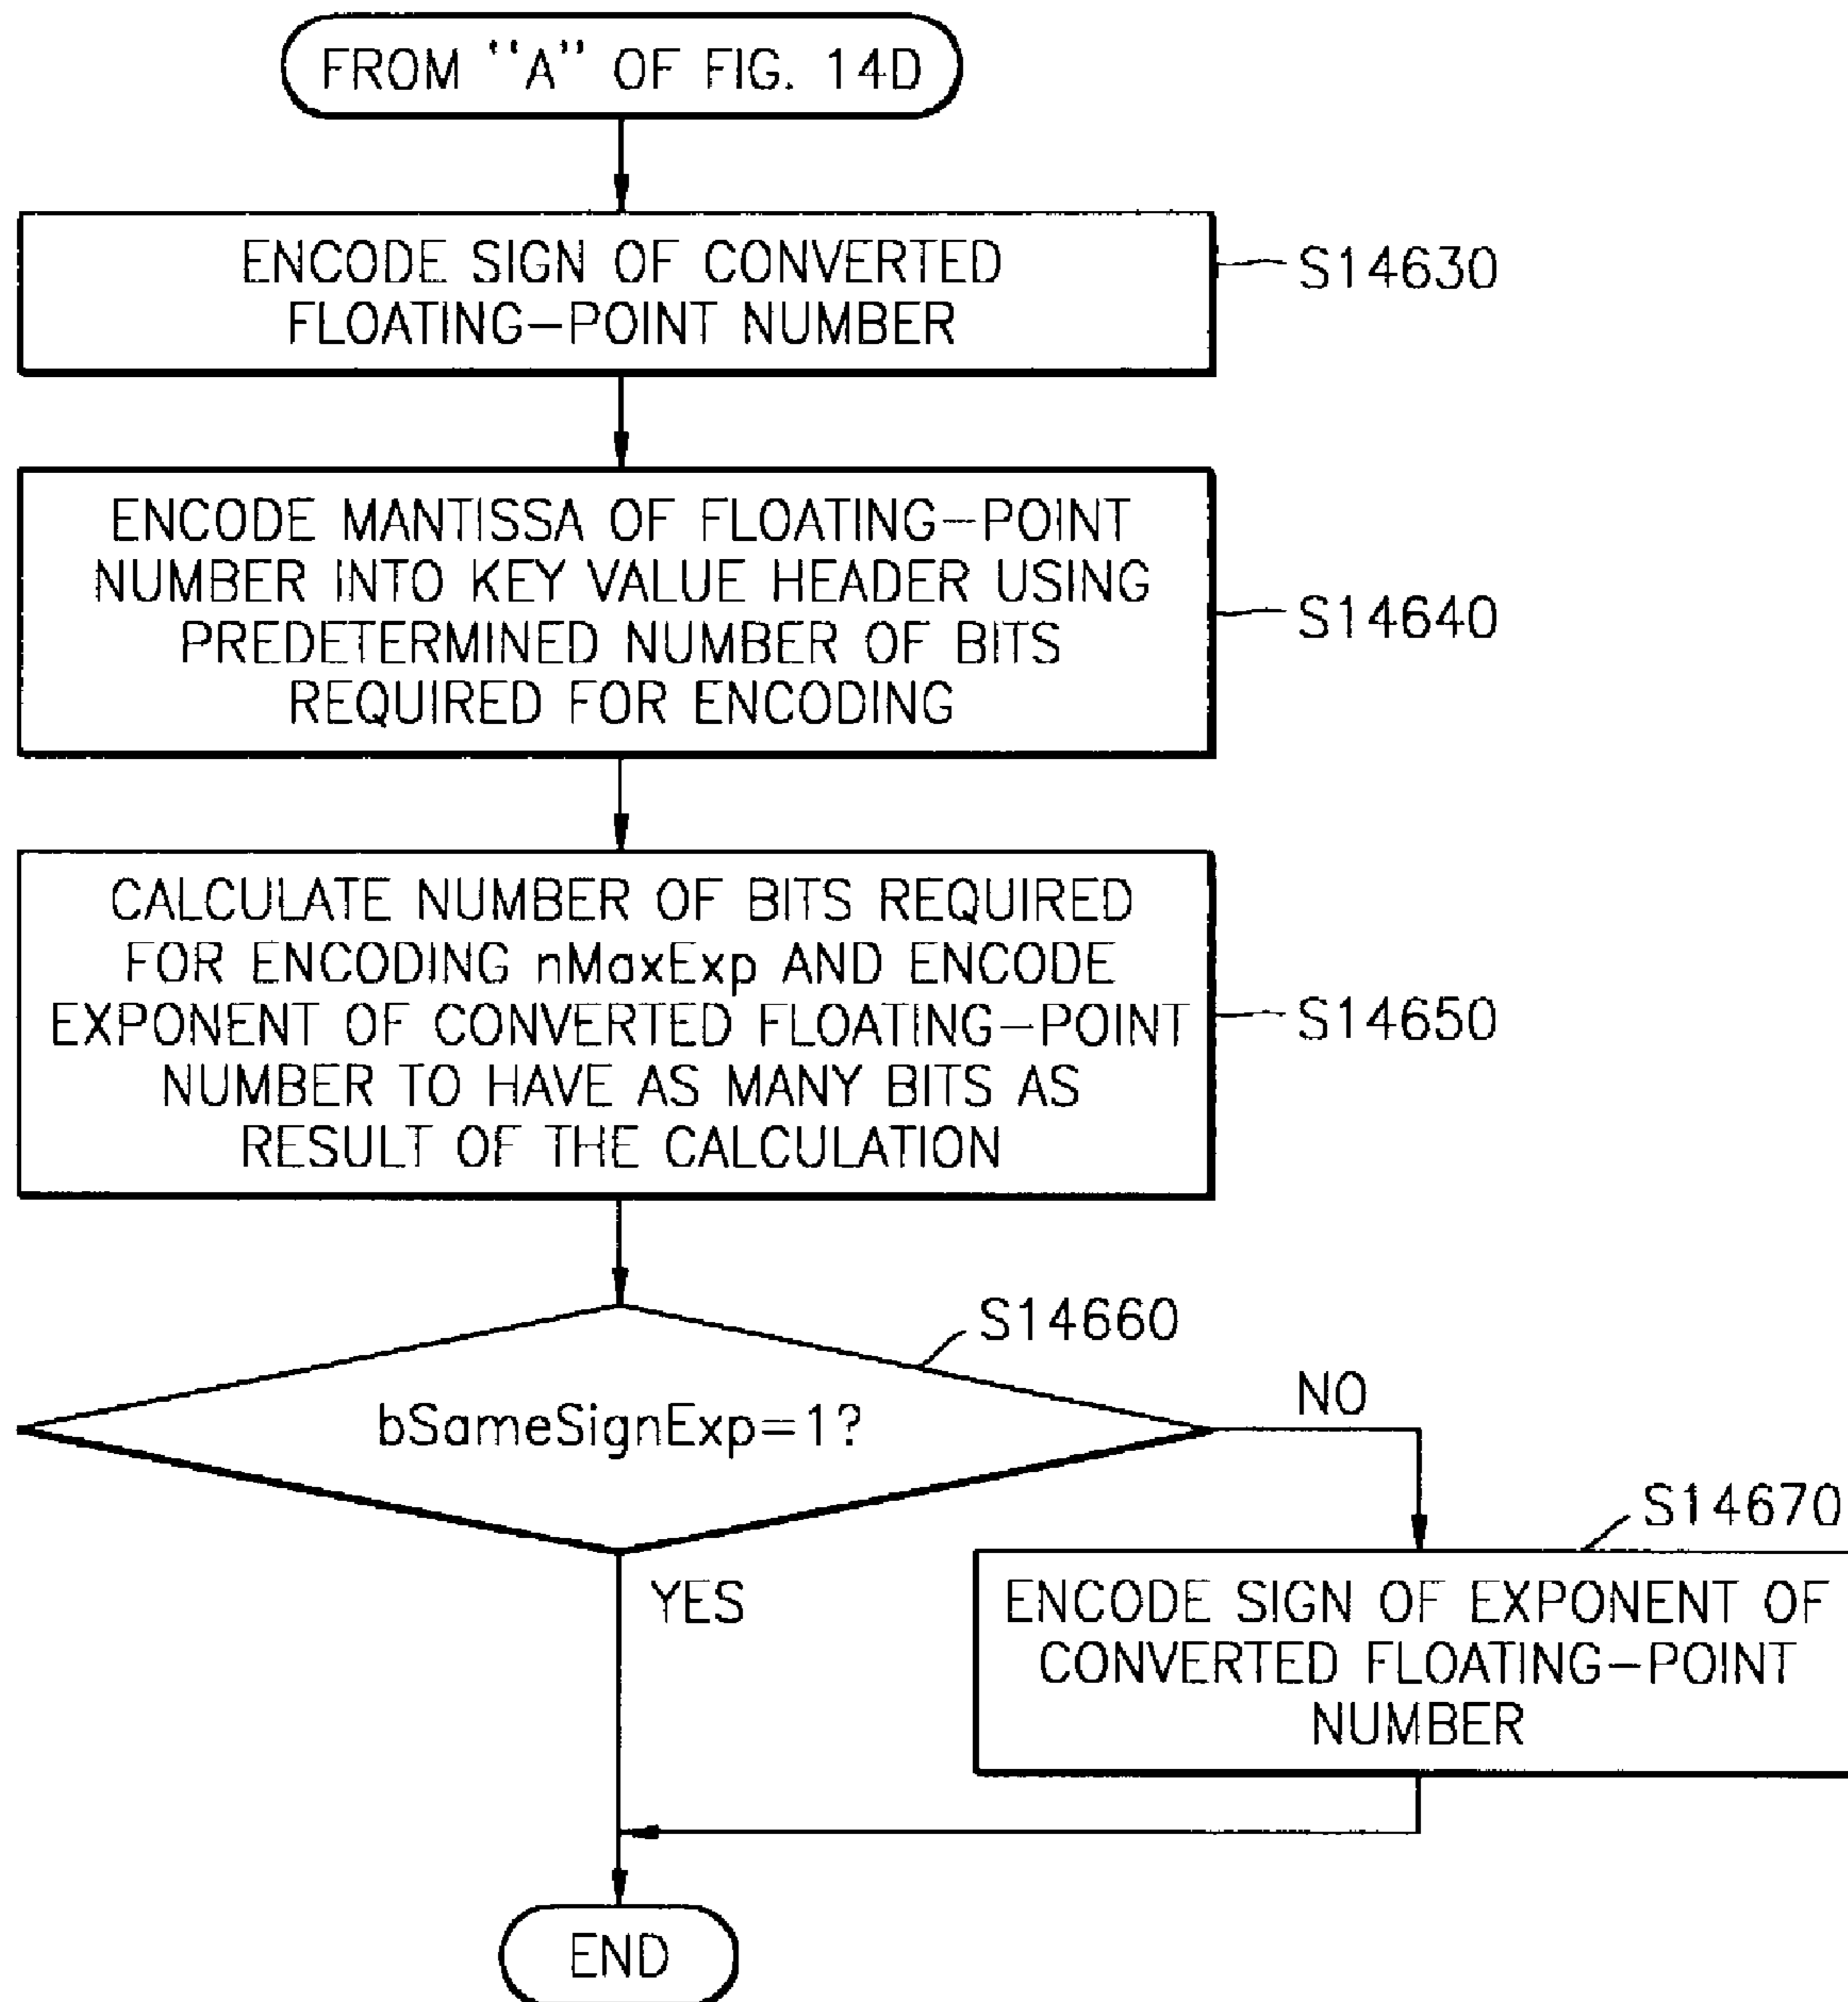 FROM "A" OF FIG. 14D
ENCODE SIGN OF CONVERTED
FLOATING-POINT NUMBER
S14630
ENCODE MANTISSA OF FLOATING-POINT
NUMBER INTO KEY VALUE HEADER USING
PREDETERMINED NUMBER OF BITS
REQUIRED FOR ENCODING
S14640
CALCULATE NUMBER OF BITS REQUIRED
FOR ENCODING nMaxExp AND ENCODE
EXPONENT OF CONVERTED FLOATING-POINT
NUMBER TO HAVE AS MANY BITS AS
RESULT OF THE CALCULATION
S14650
S14660
bSameSignExp=1?
NO
YES
S14670
ENCODE SIGN OF EXPONENT OF
CONVERTED FLOATING-POINT
NUMBER
END